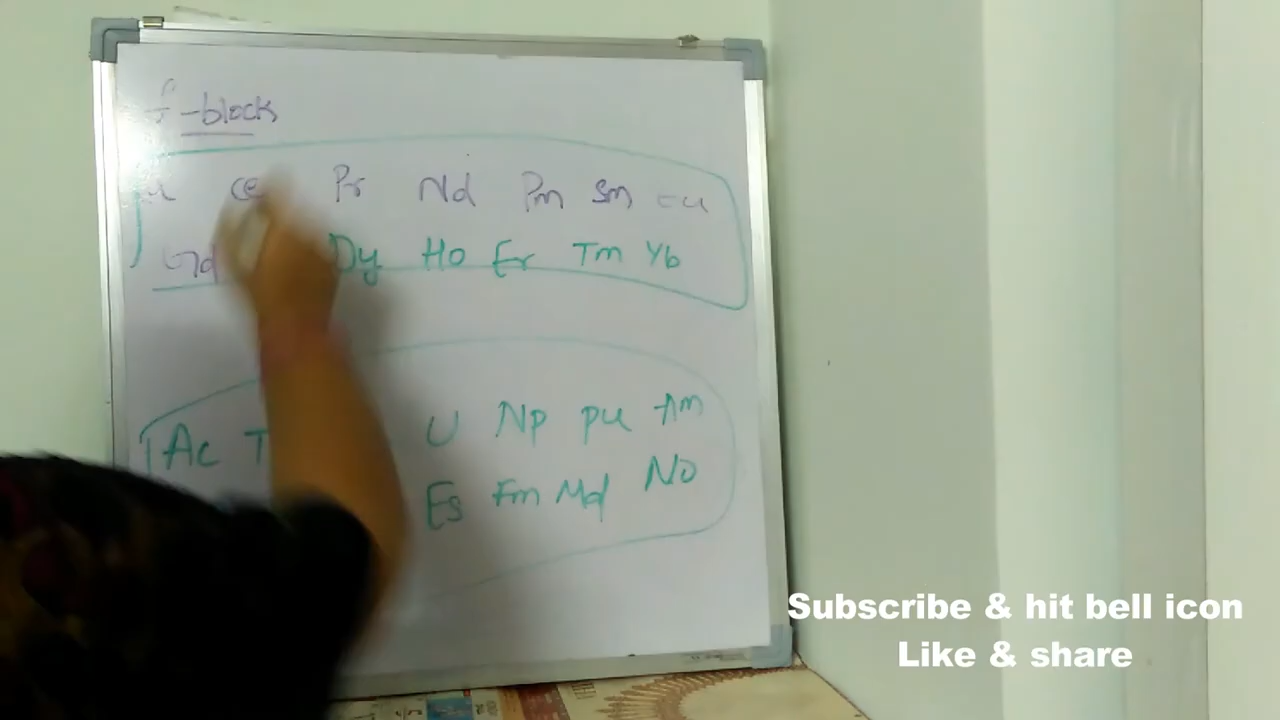 f-block
Ce Pr Nd Pm Sm Eu
Gd Dy Ho Er Tm Yb
Ac T U Np Pu Am
Es Fm Md No
Subscribe & hit bell icon
Like & share